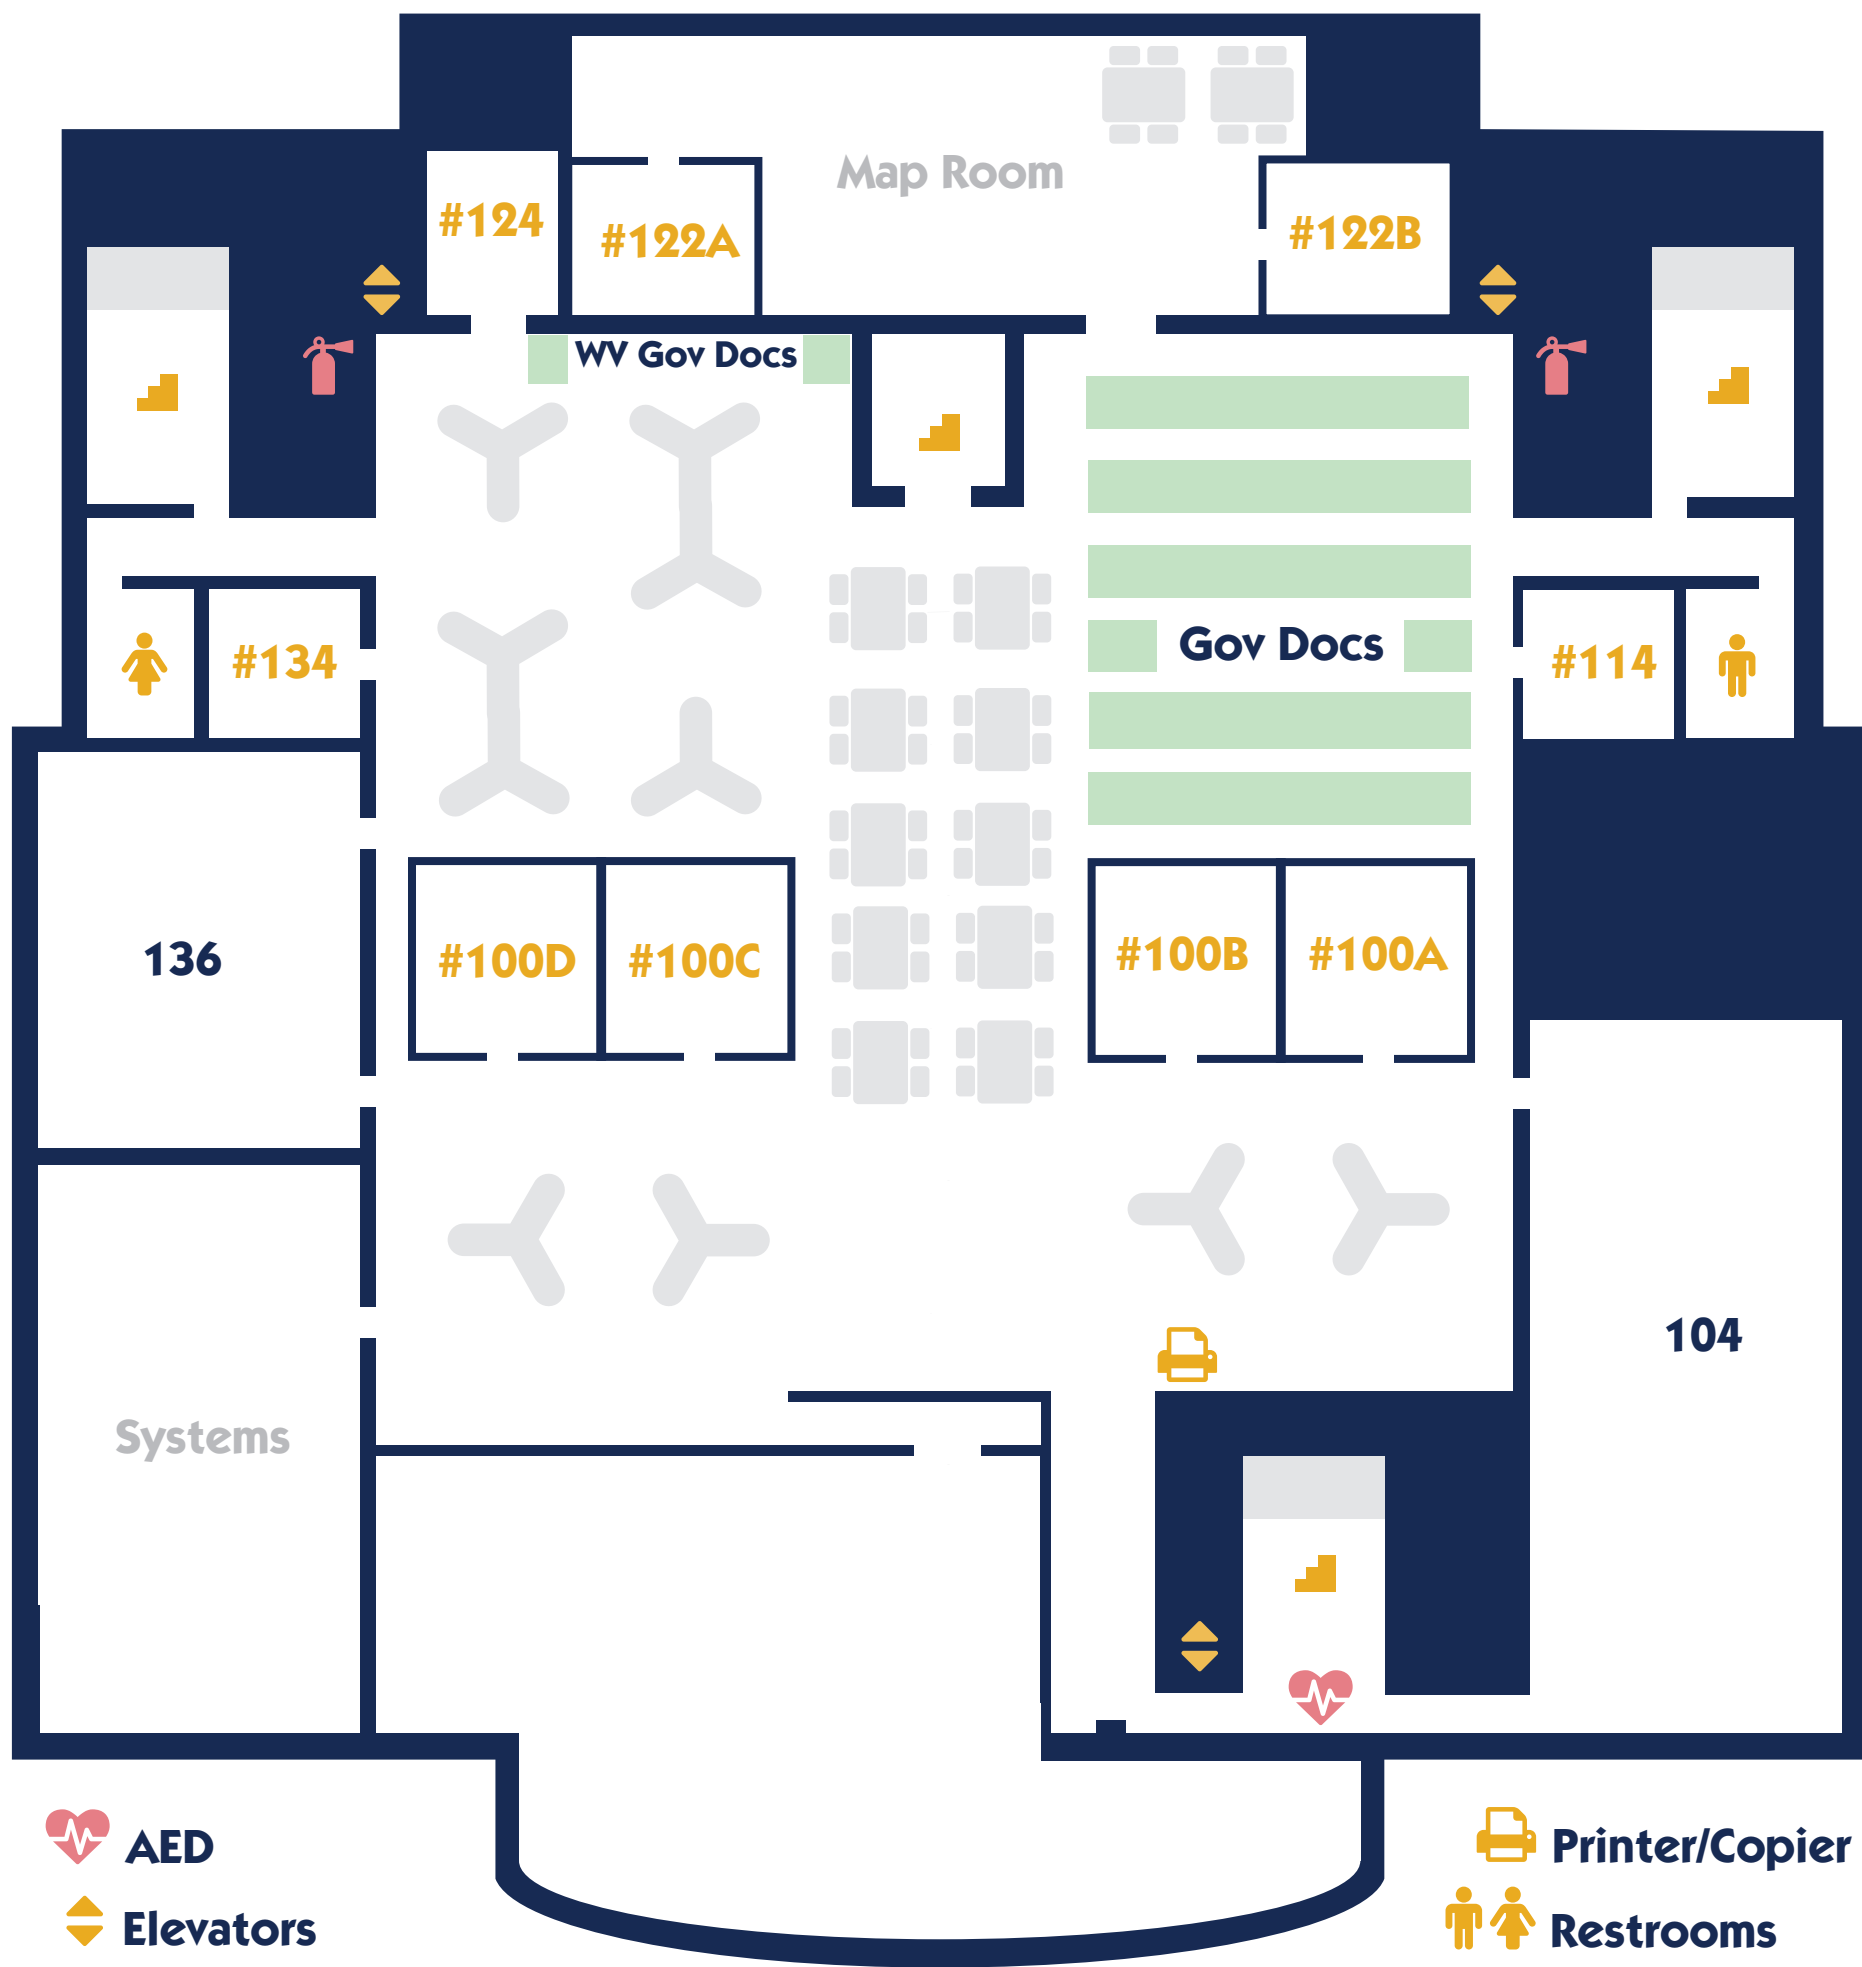 Map Room
#124
#122A
#122B
WV Gov Docs
Gov Docs
#134
#114
136
#100D
#100C
#100B
#100A
104
Systems
AED
Elevators
Printer/Copier
Restrooms